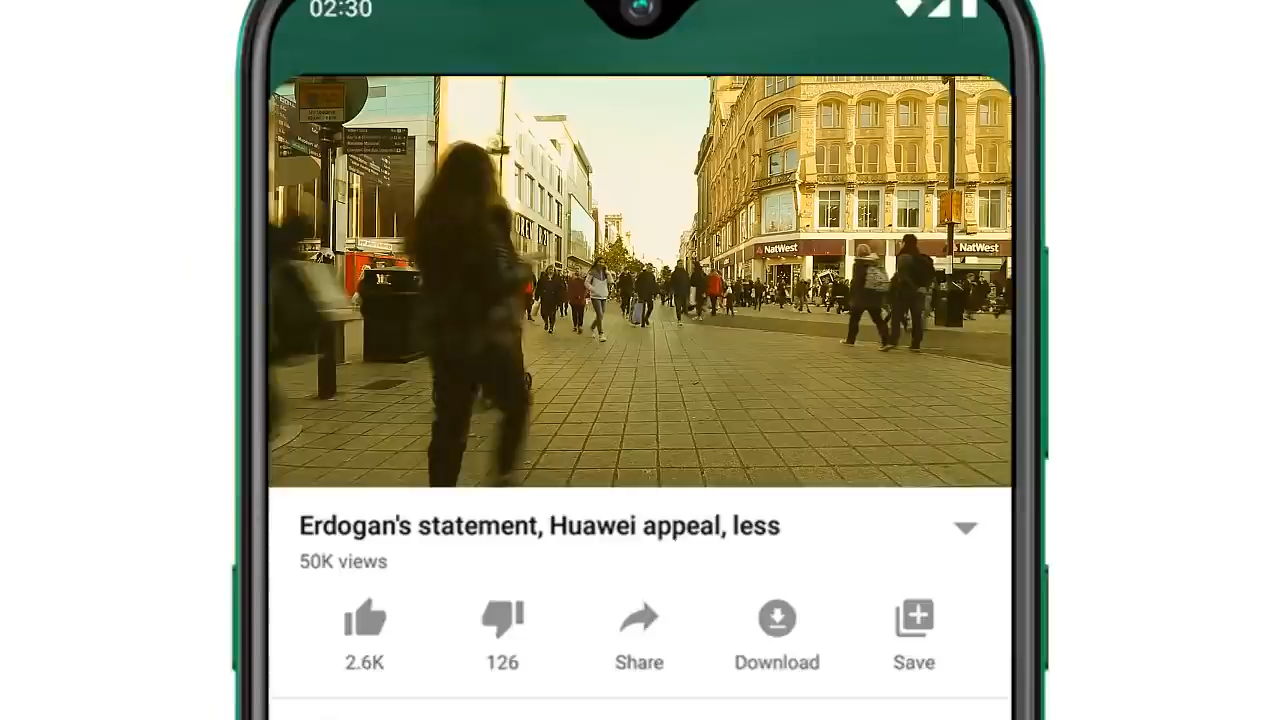 02:30
NatWest
NatWest
Erdogan's statement, Huawei appeal, less
50K views
2.6K
126
Share
Download
Save